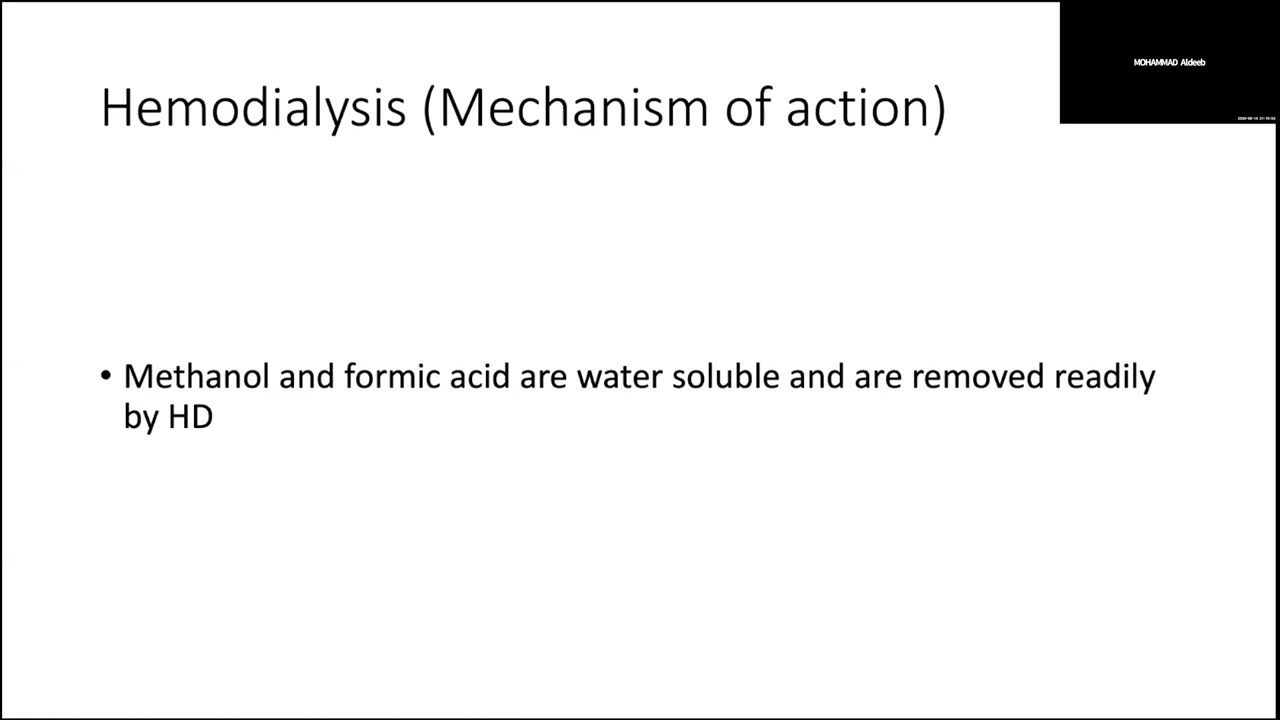 MOHAMMAD Aldeeb
Hemodialysis (Mechanism of action)
• Methanol and formic acid are water soluble and are removed readily
by HD